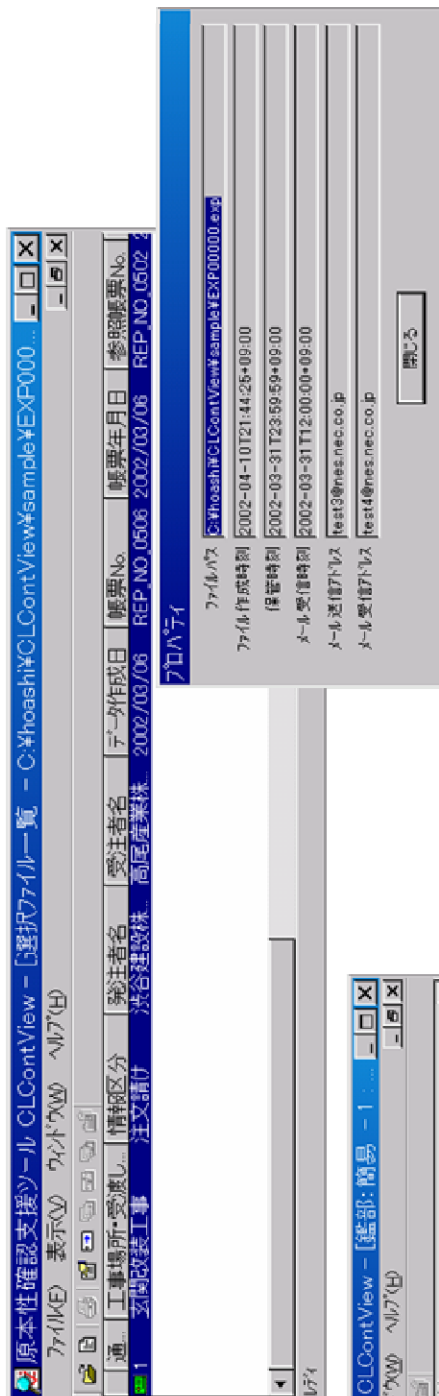 原本性確認支援ツール CLContView - [選択ファイル一覧 - C:¥hoashi¥CLContView¥sample¥EXP000...
ファイル(F) 表示(V) ウィンドウ(W) ヘルプ(H)
通... 工事場所・受渡し... 情報区分 発注者名 受注者名 データ作成日 帳票No. 帳票年月日 参照帳票No.
1 玄関改装工事 注文請け 渋谷建設株... 高尾産業株... 2002/03/06 REP_NO_0506 2002/03/06 REP_NO_0502 2
レディ
プロパティ
ファイルパス C:¥hoashi¥CLContView¥sample¥EXP00000.exp
ファイル作成時刻 2002-04-10T21:44:25+09:00
保管時刻 2002-03-31T23:59:59+09:00
メール受信時刻 2002-03-31T12:00:00+09:00
メール送信アドレス test3@nes.nec.co.jp
メール受信アドレス test4@nes.nec.co.jp
閉じる
CLContView - [鑑部:簡易 - 1 : ...
ドウ(W) ヘルプ(H)